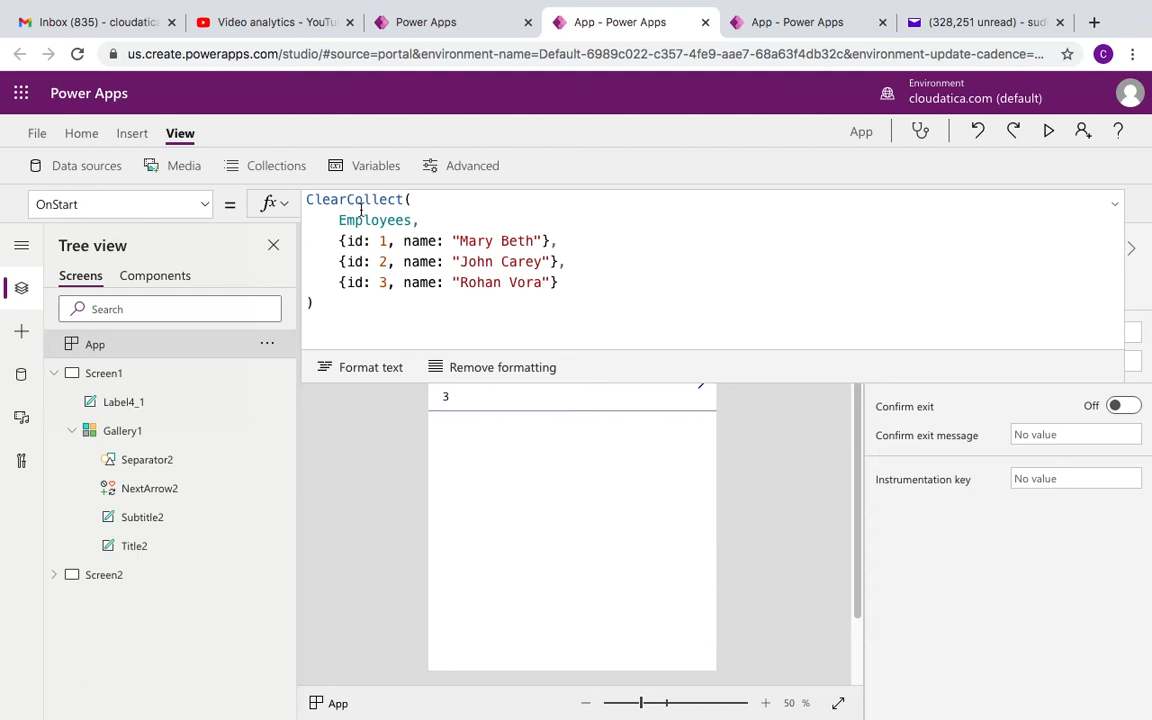 Inbox (835) - cloudatica.com
Video analytics - YouTu
Power Apps
App - Power Apps
App - Power Apps
(328,251 unread) - sud
us.create.powerapps.com/studio/#source=portal&environment-name=Default-6989c022-c357-4fe9-aae7-68a63f4db32c&environment-update-cadence=...
C
Power Apps
Environment
cloudatica.com (default)
File
Home
Insert
View
App
?
Data sources
Media
Collections
Variables
Advanced
OnStart
=
fx
ClearCollect(
Employees,
{id: 1, name: "Mary Beth"},
{id: 2, name: "John Carey"},
{id: 3, name: "Rohan Vora"}
)
Format text
Remove formatting
Tree view
Screens
Components
Search
App
...
Screen1
Label4_1
Gallery1
Separator2
NextArrow2
Subtitle2
Title2
Screen2
3
Confirm exit
Off
Confirm exit message
No value
Instrumentation key
No value
App
50 %